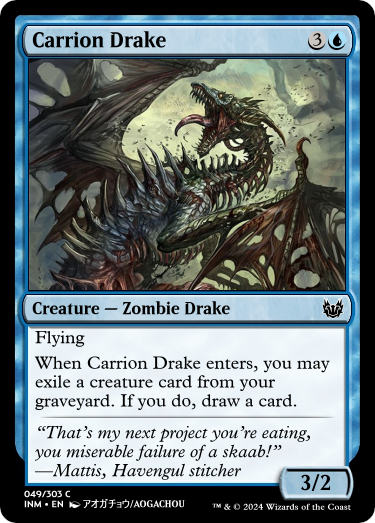 Carrion Drake 3
Creature — Zombie Drake
Flying
When Carrion Drake enters, you may
exile a creature card from your
graveyard. If you do, draw a card.
“That’s my next project you’re eating,
you miserable failure of a skaab!”
—Mattis, Havengul stitcher
3/2
049/303 C
INM • EN アオガチョウ/AOGACHOU
™ & © 2024 Wizards of the Coast